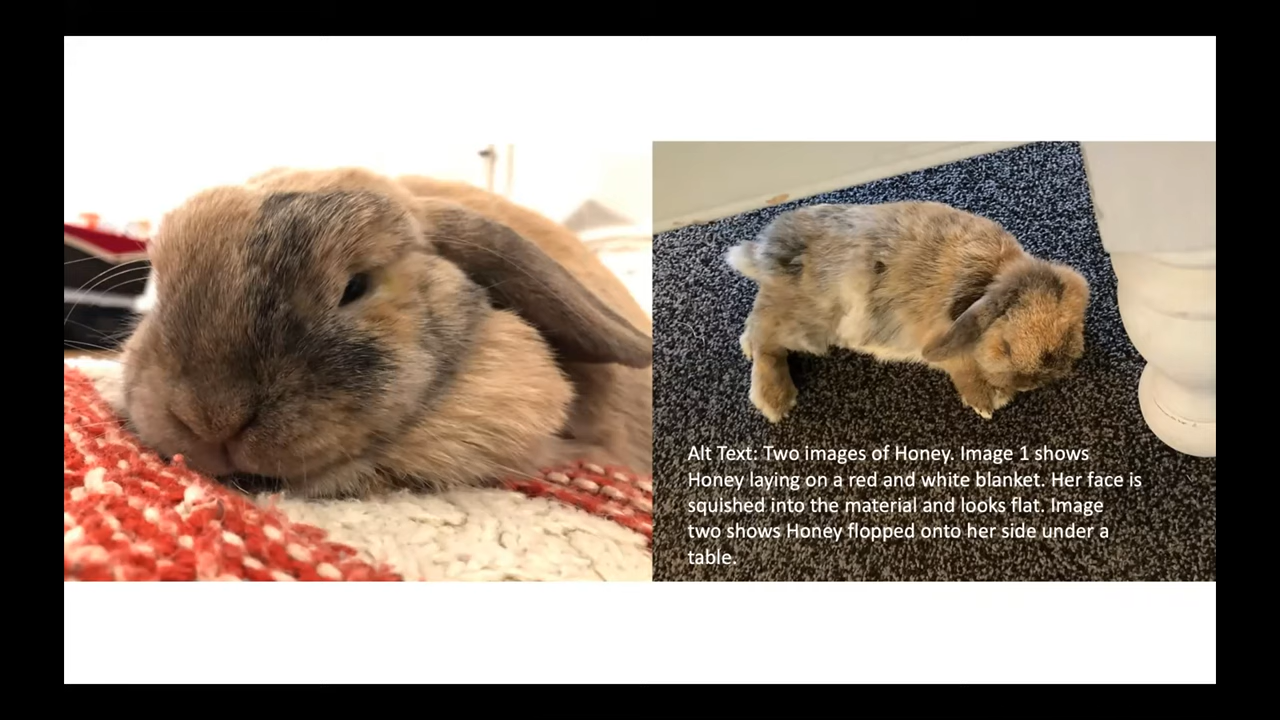 Alt Text: Two images of Honey. Image 1 shows
Honey laying on a red and white blanket. Her face is
squished into the material and looks flat. Image
two shows Honey flopped onto her side under a
table.